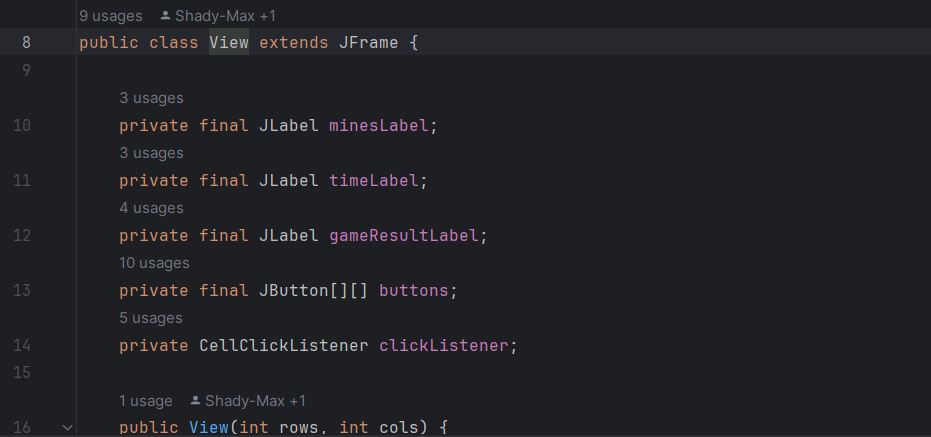 9 usages Shady-Max +1
8 public class View extends JFrame {
9
3 usages
10 private final JLabel minesLabel;
3 usages
11 private final JLabel timeLabel;
4 usages
12 private final JLabel gameResultLabel;
10 usages
13 private final JButton[][] buttons;
5 usages
14 private CellClickListener clickListener;
15
1 usage Shady-Max +1
16 public View(int rows, int cols) {